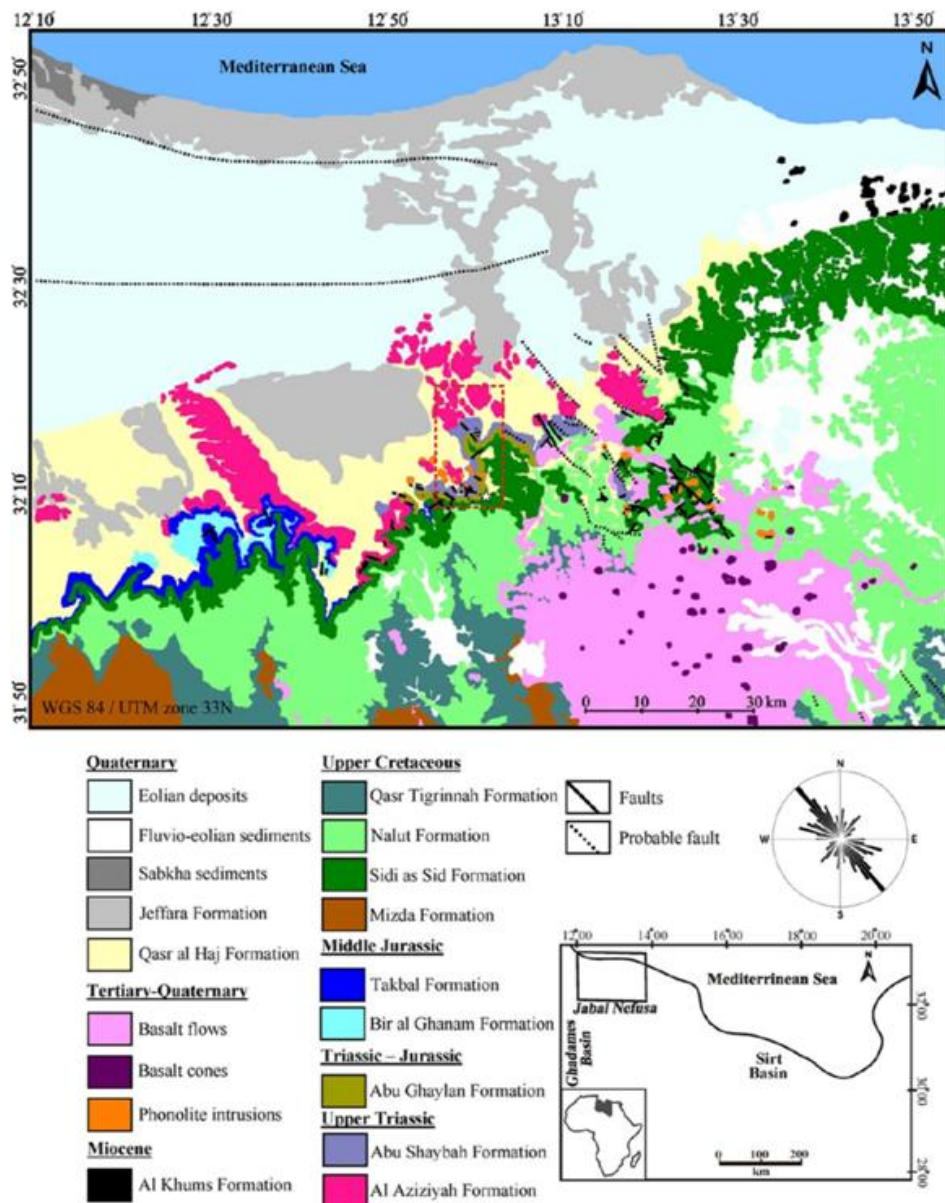 12°10' 12°30' 12°50' 13°10' 13°30' 13°50'
Mediterranean Sea
N
32°50'
32°30'
32°10'
31°50'
WGS 84 / UTM zone 33N
0 10 20 30 km
Quaternary
Eolian deposits
Fluvio-eolian sediments
Sabkha sediments
Jeffara Formation
Qasr al Haj Formation
Tertiary-Quaternary
Basalt flows
Basalt cones
Phonolite intrusions
Miocene
Al Khums Formation
Upper Cretaceous
Qasr Tigrinnah Formation
Nalut Formation
Sidi as Sid Formation
Mizda Formation
Middle Jurassic
Takbal Formation
Bir al Ghanam Formation
Triassic – Jurassic
Abu Ghaylan Formation
Upper Triassic
Abu Shaybah Formation
Al Aziziyah Formation
Faults
Probable fault
N
W E
S
12°00' 14°00' 18°00' 20°00'
N
Mediterrinean Sea
Jabal Nefusa
Ghadames
Basin
Sirt
Basin
30°00'
28°00'
0 100 200
km